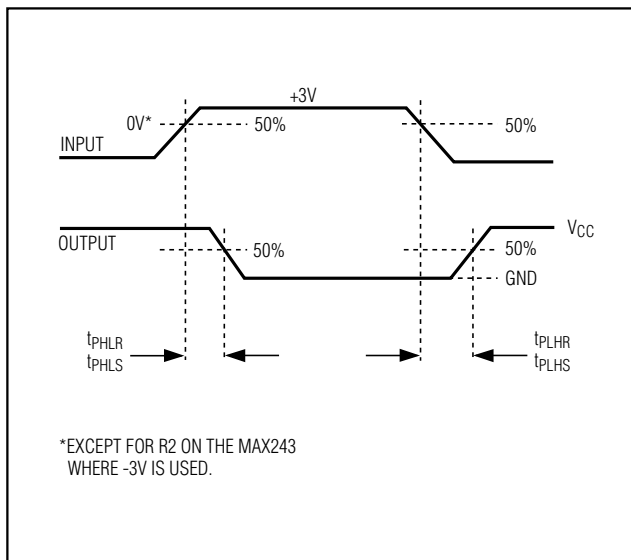 +3V
0V*
50%
50%
INPUT
VCC
OUTPUT
50%
50%
GND
tPHLR
tPHLS
tPLHR
tPLHS
*EXCEPT FOR R2 ON THE MAX243
WHERE -3V IS USED.